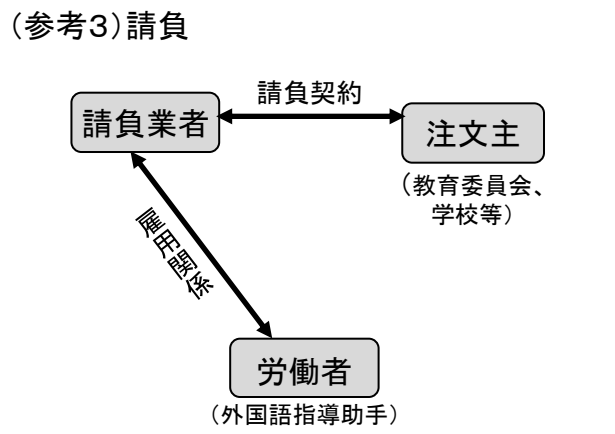 （参考３）請負
請負契約
請負業者
注文主
（教育委員会、
学校等）
雇用関係
労働者
（外国語指導助手）